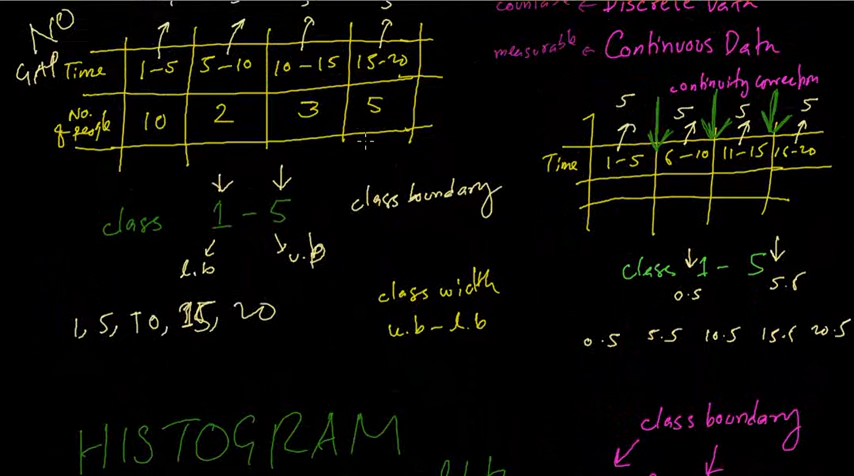 NO
GAP
Time 1-5 5-10 10-15 15-20
No. of people 10 2 3 5
class 1 - 5
l.b u.b
class boundary
1, 5, 10, 15, 20
class width
u.b - l.b
HISTOGRAM
Discrete Data
measurable ← Continuous Data
continuity correction
5 5 5 5
Time 1-5 6-10 11-15 16-20
class 1 - 5
0.5 5.5
0.5 5.5 10.5 15.5 20.5
class boundary